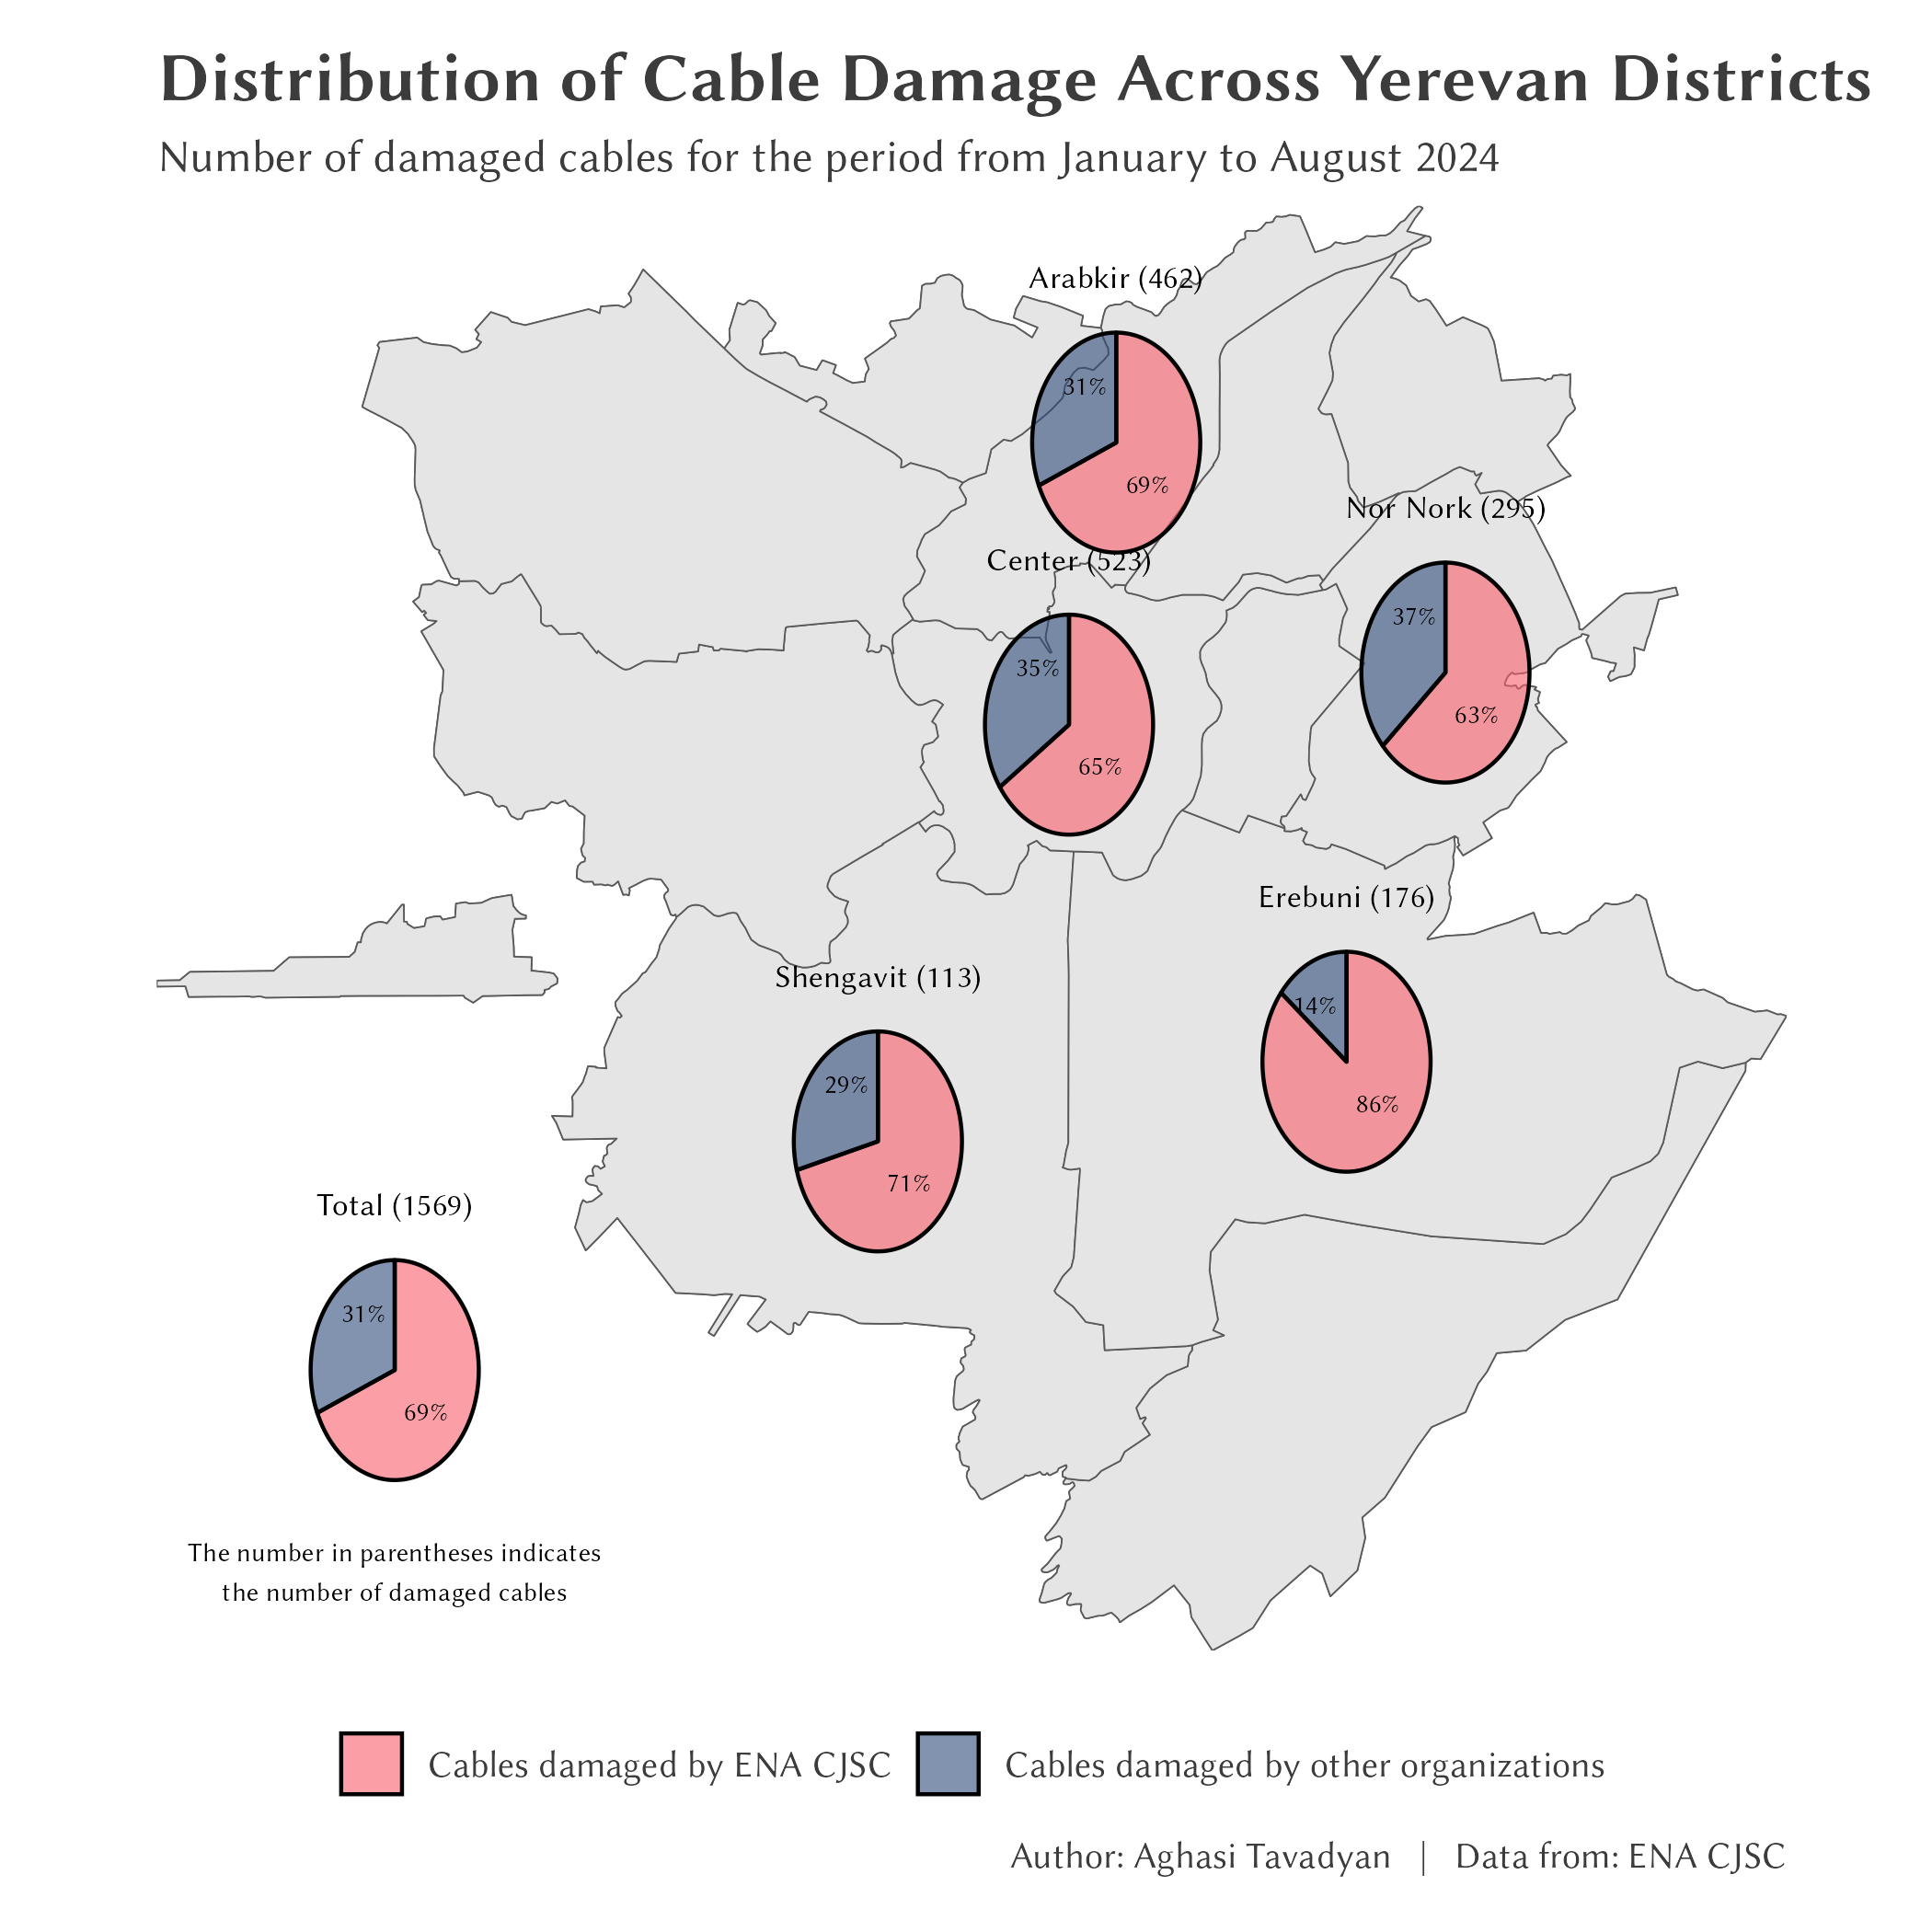 Distribution of Cable Damage Across Yerevan Districts
Number of damaged cables for the period from January to August 2024
Arabkir (462)
31%
69%
Nor Nork (295)
37%
63%
Center (523)
35%
65%
Erebuni (176)
14%
86%
Shengavit (113)
29%
71%
Total (1569)
31%
69%
The number in parentheses indicates
the number of damaged cables
Cables damaged by ENA CJSC
Cables damaged by other organizations
Author: Aghasi Tavadyan | Data from: ENA CJSC